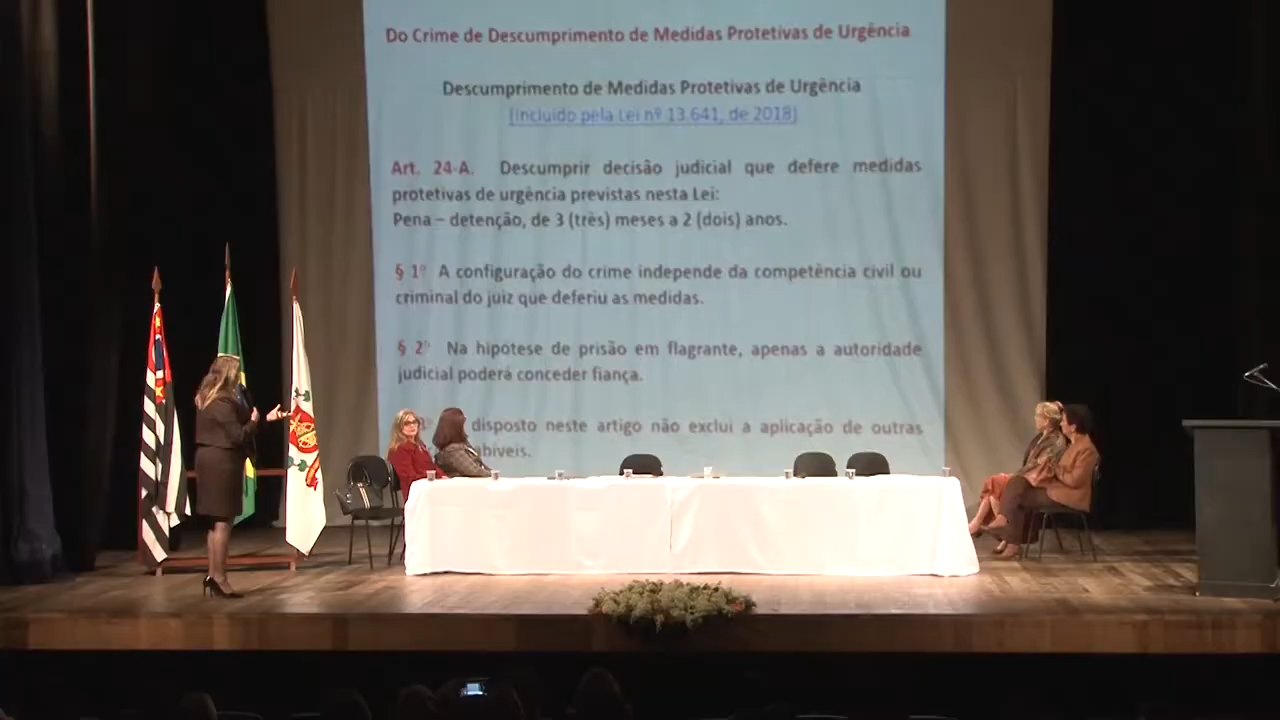 Do Crime de Descumprimento de Medidas Protetivas de Urgência
Descumprimento de Medidas Protetivas de Urgência
(Incluído pela Lei nº 13.641, de 2018)
Art. 24-A. Descumprir decisão judicial que defere medidas
protetivas de urgência previstas nesta Lei:
Pena – detenção, de 3 (três) meses a 2 (dois) anos.
§ 1º A configuração do crime independe da competência civil ou
criminal do juiz que deferiu as medidas.
§ 2º Na hipótese de prisão em flagrante, apenas a autoridade
judicial poderá conceder fiança.
disposto neste artigo não exclui a aplicação de outras